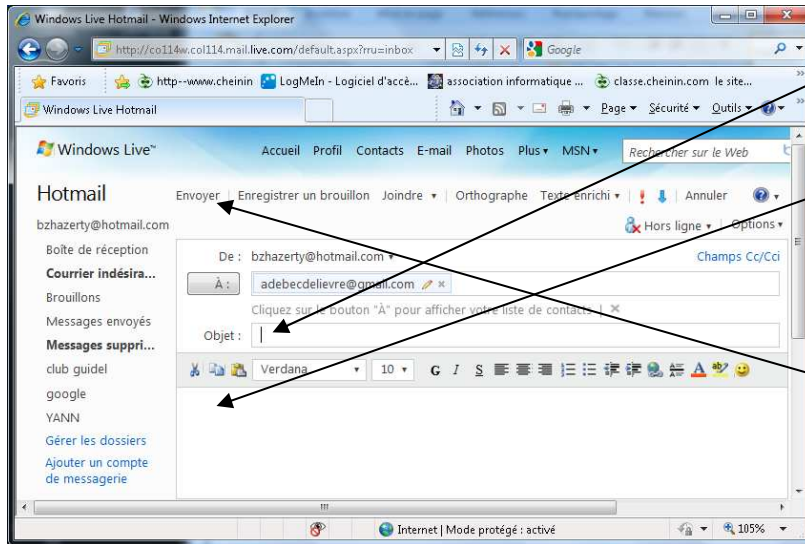 Windows Live Hotmail - Windows Internet Explorer
http://co114w.col114.mail.live.com/default.aspx?rru=inbox
Google
Favoris http--www.cheinin LogMeIn - Logiciel d'accè... association informatique ... classe.cheinin.com le site...
Windows Live Hotmail Page Sécurité Outils
Windows Live™ Accueil Profil Contacts E-mail Photos Plus MSN Rechercher sur le Web
Hotmail Envoyer | Enregistrer un brouillon Joindre | Orthographe Texte enrichi | Annuler
bzhazerty@hotmail.com Hors ligne | Options
Boîte de réception
Courrier indésira...
Brouillons
Messages envoyés
Messages suppri...
club guidel
google
YANN
Gérer les dossiers
Ajouter un compte
de messagerie
De : bzhazerty@hotmail.com Champs Cc/Cci
À : adebecdelievre@gmail.com
Cliquez sur le bouton "À" pour afficher votre liste de contacts. |
Objet :
Verdana 10 G I S
Internet | Mode protégé : activé 105%